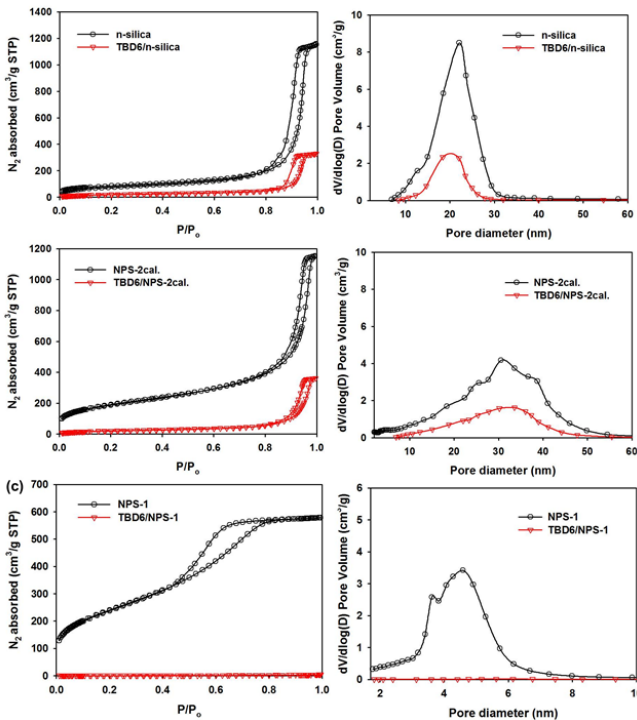 n-silica
TBD6/n-silica
N₂ absorbed (cm³/g STP)
1400
1200
1000
800
600
400
200
0
0.0 0.2 0.4 0.6 0.8 1.0
P/Pₒ
n-silica
TBD6/n-silica
dV/dlog(D) Pore Volume (cm³/g)
10
8
6
4
2
0
10 20 30 40 50 60
Pore diameter (nm)
NPS-2cal.
TBD6/NPS-2cal.
N₂ absorbed (cm³/g STP)
1200
1000
800
600
400
200
0
0.0 0.2 0.4 0.6 0.8 1.0
P/Pₒ
NPS-2cal.
TBD6/NPS-2cal.
dV/dlog(D) Pore Volume (cm³/g)
10
8
6
4
2
0
10 20 30 40 50 60
Pore diameter (nm)
(c)
NPS-1
TBD6/NPS-1
N₂ absorbed (cm³/g STP)
700
600
500
400
300
200
100
0
0.0 0.2 0.4 0.6 0.8 1.0
P/Pₒ
NPS-1
TBD6/NPS-1
dV/dlog(D) Pore Volume (cm³/g)
6
5
4
3
2
1
0
2 4 6 8 10
Pore diameter (nm)